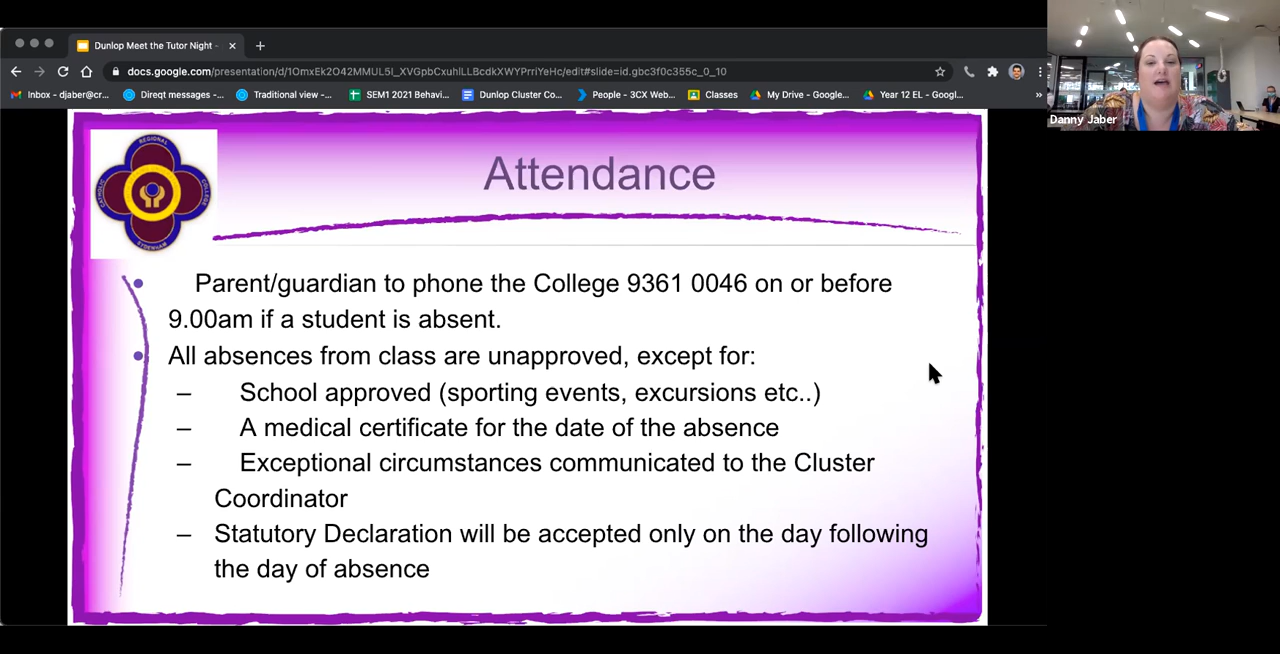 Dunlop Meet the Tutor Night -
docs.google.com/presentation/d/1OmxEk2O42MMUL5I_XVGpbCxuhlLLBcdkXWYPrriYeHc/edit#slide=id.gbc3f0c355c_0_10
Inbox - djaber@cr...
Direqt messages -...
Traditional view -...
SEM1 2021 Behavi...
Dunlop Cluster Co...
People - 3CX Web...
Classes
My Drive - Google...
Year 12 EL - Googl...
»
Danny Jaber
REGIONAL
CATHOLIC
COLLEGE
SYDENHAM
Attendance
• Parent/guardian to phone the College 9361 0046 on or before
9.00am if a student is absent.
• All absences from class are unapproved, except for:
– School approved (sporting events, excursions etc..)
– A medical certificate for the date of the absence
– Exceptional circumstances communicated to the Cluster
Coordinator
– Statutory Declaration will be accepted only on the day following
the day of absence